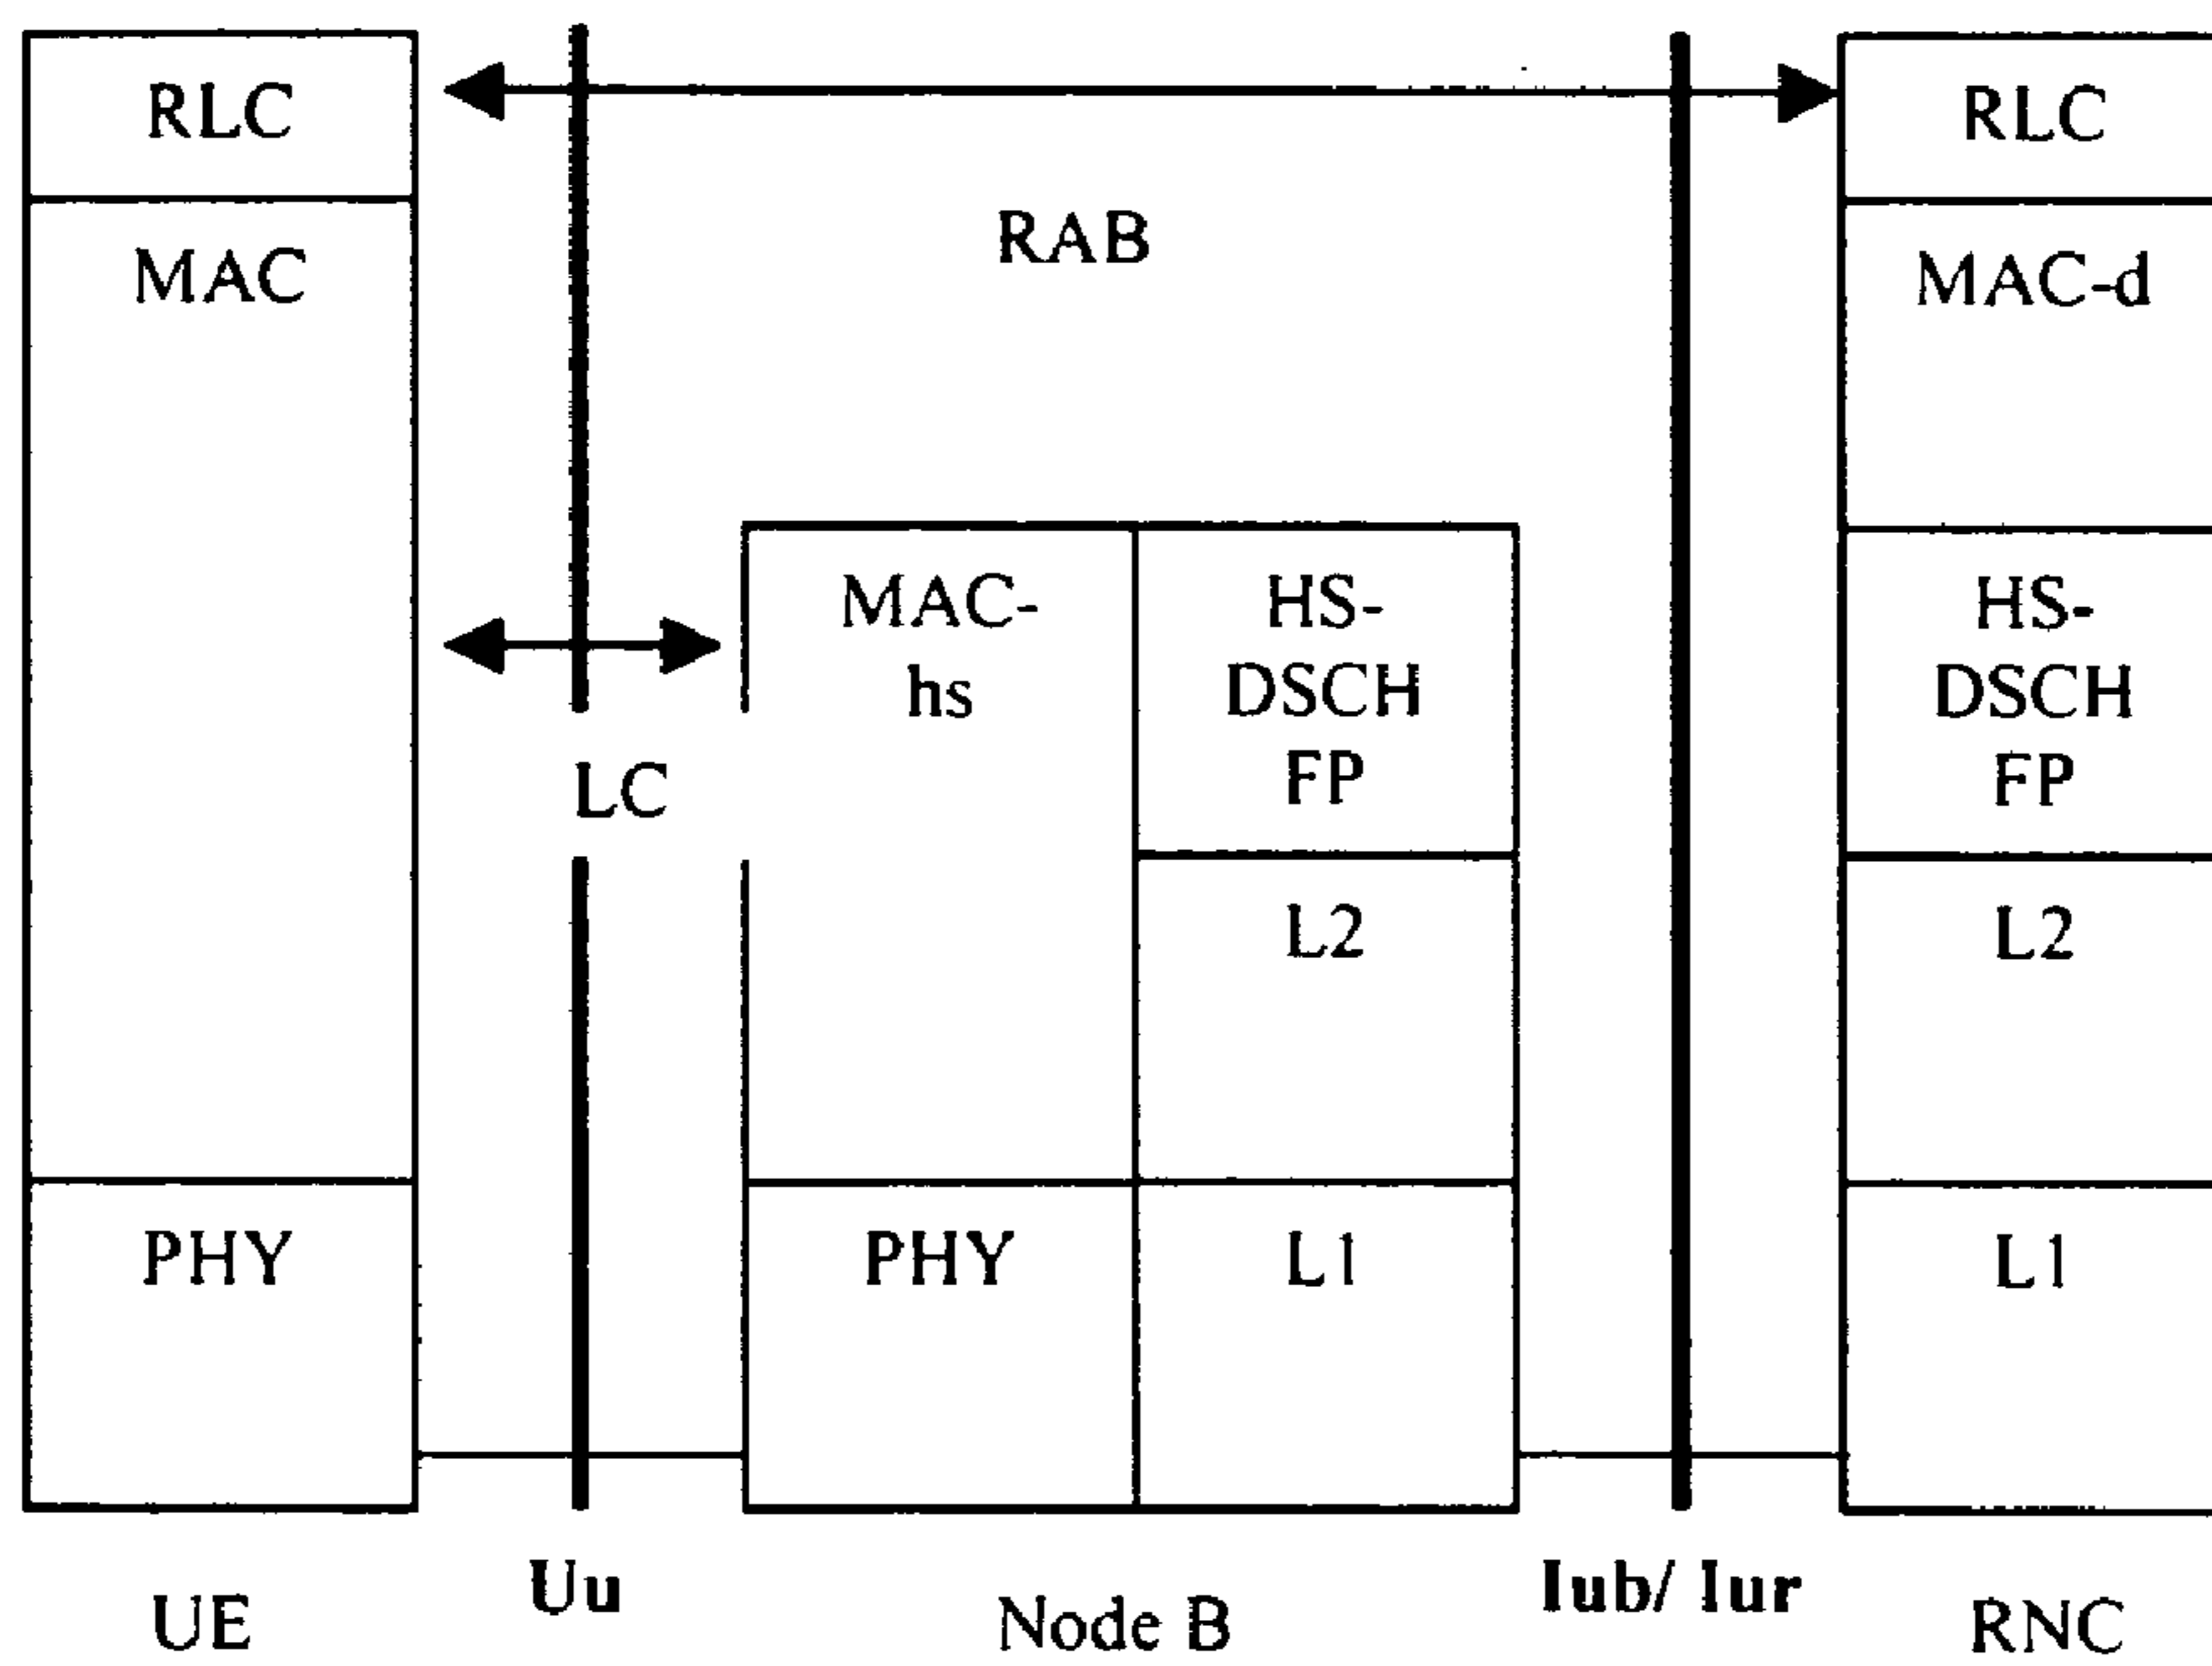 RLC
RAB
RLC
MAC
MAC-d
MAC-
hs
HS-
DSCH
FP
HS-
DSCH
FP
LC
L2
L2
PHY
PHY
L1
L1
UE
Uu
Node B
Iub/ Iur
RNC